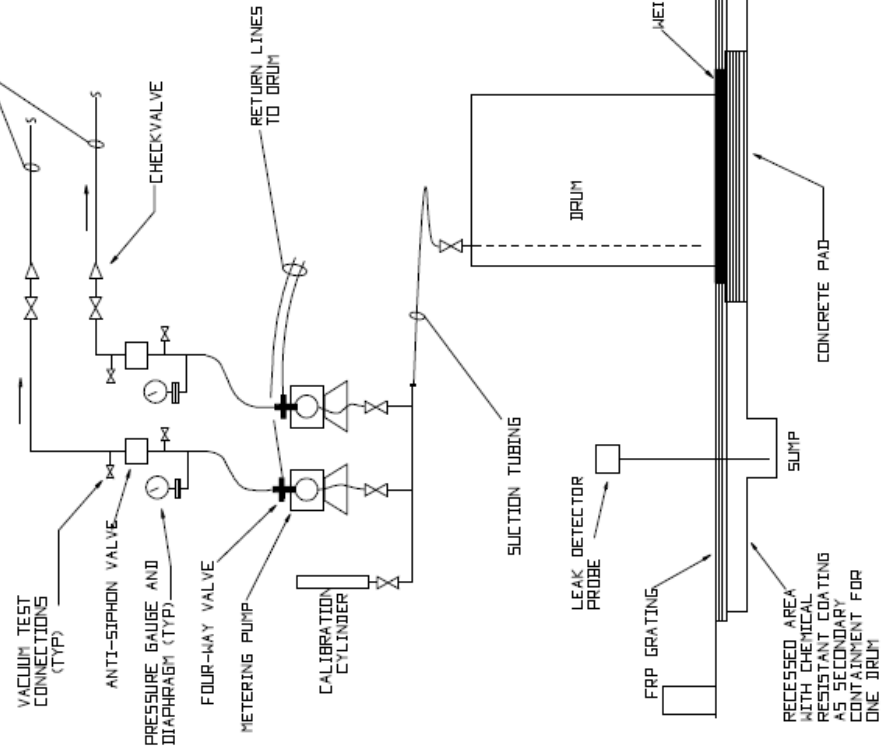 VACUUM TEST
CONNECTIONS
(TYP)
ANTI-SIPHON VALVE
PRESSURE GAUGE AND
DIAPHRAGM (TYP)
FOUR-WAY VALVE
METERING PUMP
CALIBRATION
CYLINDER
CHECKVALVE
RETURN LINES
TO DRUM
SUCTION TUBING
DRUM
LEAK DETECTOR
PROBE
FRP GRATING
SUMP
CONCRETE PAD
RECESSED AREA
WITH CHEMICAL
RESISTANT COATING
AS SECONDARY
CONTAINMENT FOR
ONE DRUM
S
S